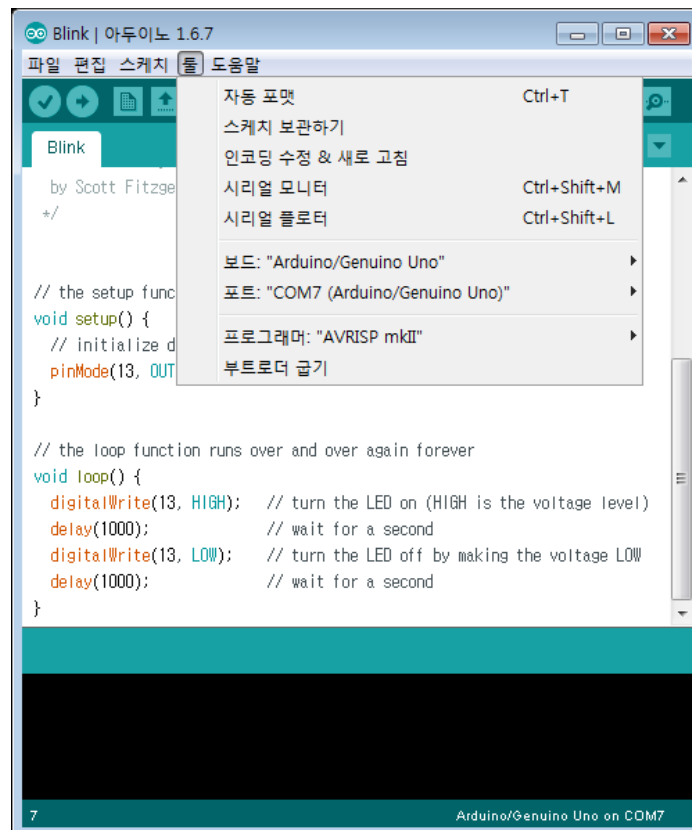 Blink | 아두이노 1.6.7
파일 편집 스케치 툴 도움말
자동 포맷 Ctrl+T
스케치 보관하기
인코딩 수정 & 새로 고침
시리얼 모니터 Ctrl+Shift+M
시리얼 플로터 Ctrl+Shift+L
보드: "Arduino/Genuino Uno"
포트: "COM7 (Arduino/Genuino Uno)"
프로그래머: "AVRISP mkII"
부트로더 굽기
Blink
by Scott Fitzge
*/
// the setup func
void setup() {
// initialize d
pinMode(13, OUT
}
// the loop function runs over and over again forever
void loop() {
digitalWrite(13, HIGH); // turn the LED on (HIGH is the voltage level)
delay(1000); // wait for a second
digitalWrite(13, LOW); // turn the LED off by making the voltage LOW
delay(1000); // wait for a second
}
7 Arduino/Genuino Uno on COM7